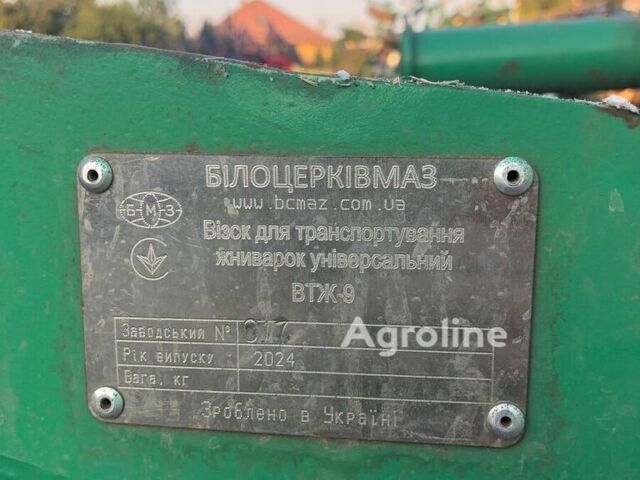 БІЛОЦЕРКІВМАЗ
www.bcmaz.com.ua
Б-М-З
Візок для транспортування
жниварок універсальний
ВТЖ-9
Заводський № 077
Рік випуску 2024
Вага, кг
Зроблено в Україні
Agroline